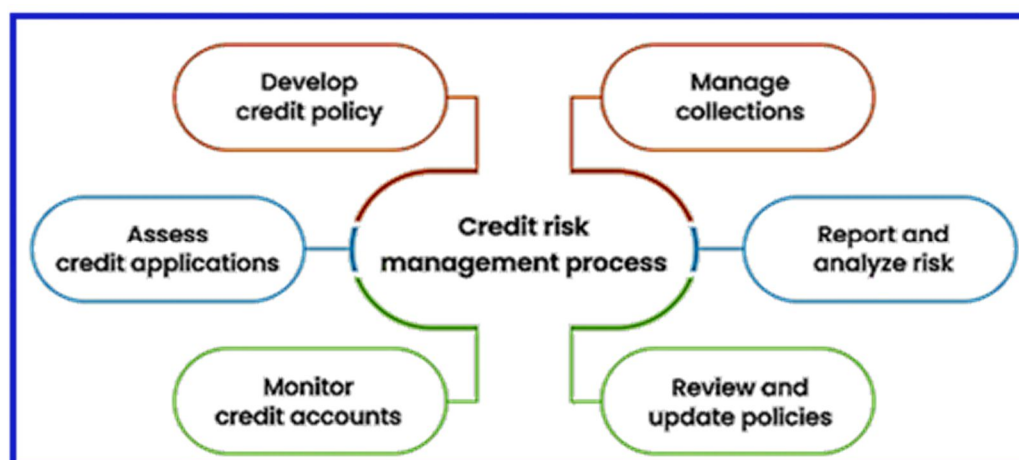 Develop
credit policy
Manage
collections
Assess
credit applications
Credit risk
management process
Report and
analyze risk
Monitor
credit accounts
Review and
update policies